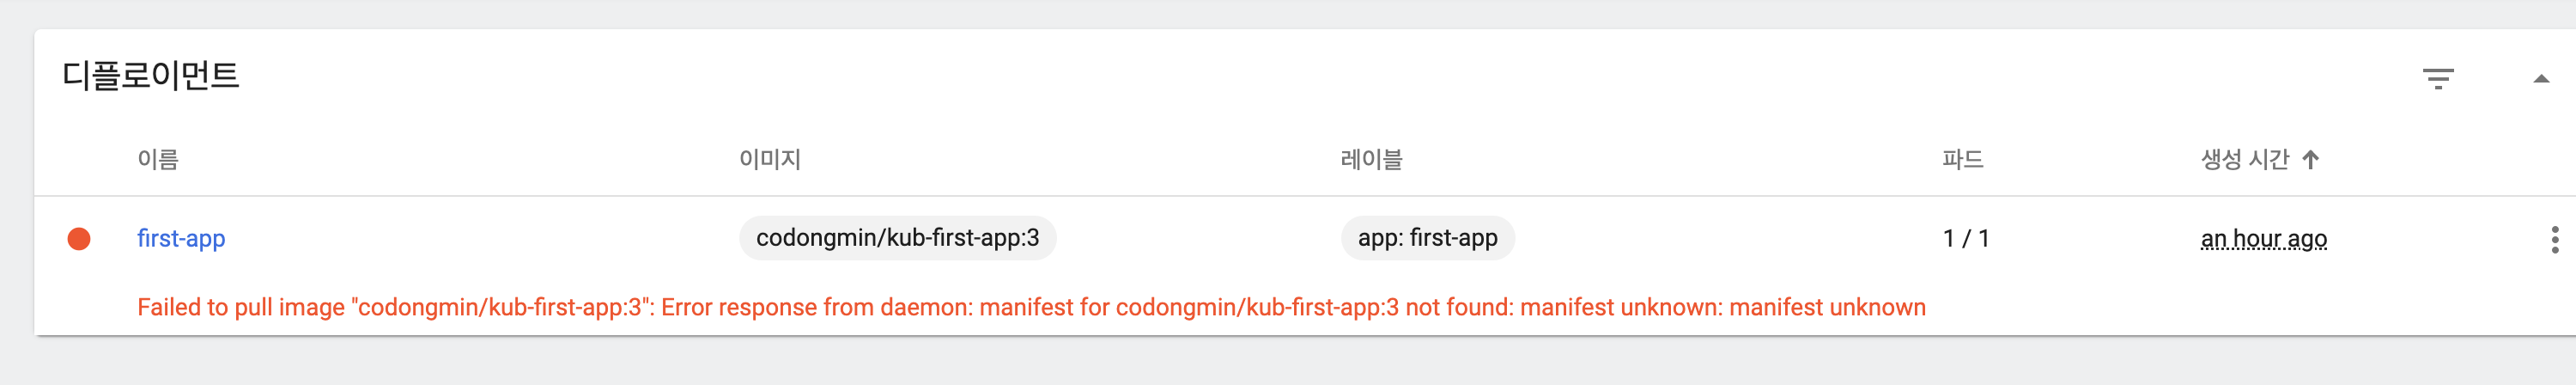 디플로이먼트
이름 이미지 레이블 파드 생성 시간
first-app codongmin/kub-first-app:3 app: first-app 1 / 1 an hour ago
Failed to pull image "codongmin/kub-first-app:3": Error response from daemon: manifest for codongmin/kub-first-app:3 not found: manifest unknown: manifest unknown